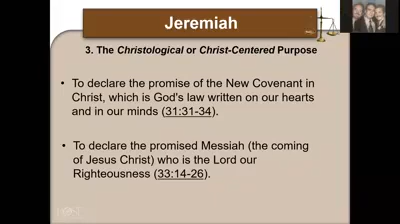 Jeremiah
3. The Christological or Christ-Centered Purpose
• To declare the promise of the New Covenant in
Christ, which is God's law written on our hearts
and in our minds (31:31-34).
• To declare the promised Messiah (the coming
of Jesus Christ) who is the Lord our
Righteousness (33:14-26).